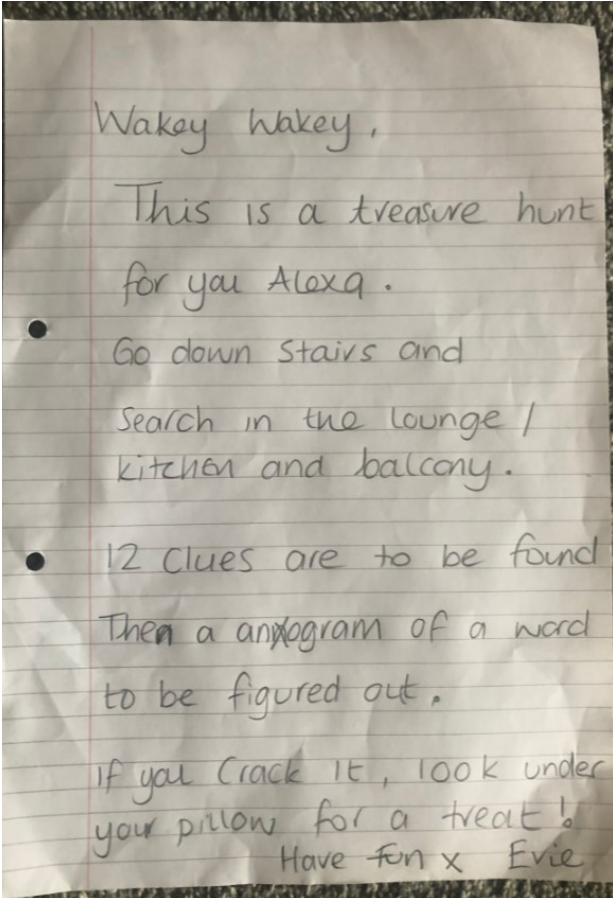 Wakey Wakey,
This is a treasure hunt
for you Alexa.
Go down Stairs and
Search in the lounge /
kitchen and balcony.
12 Clues are to be found
Then a anagram of a word
to be figured out.
If you Crack It, look under
your pillow for a treat!
Have fun x Evie